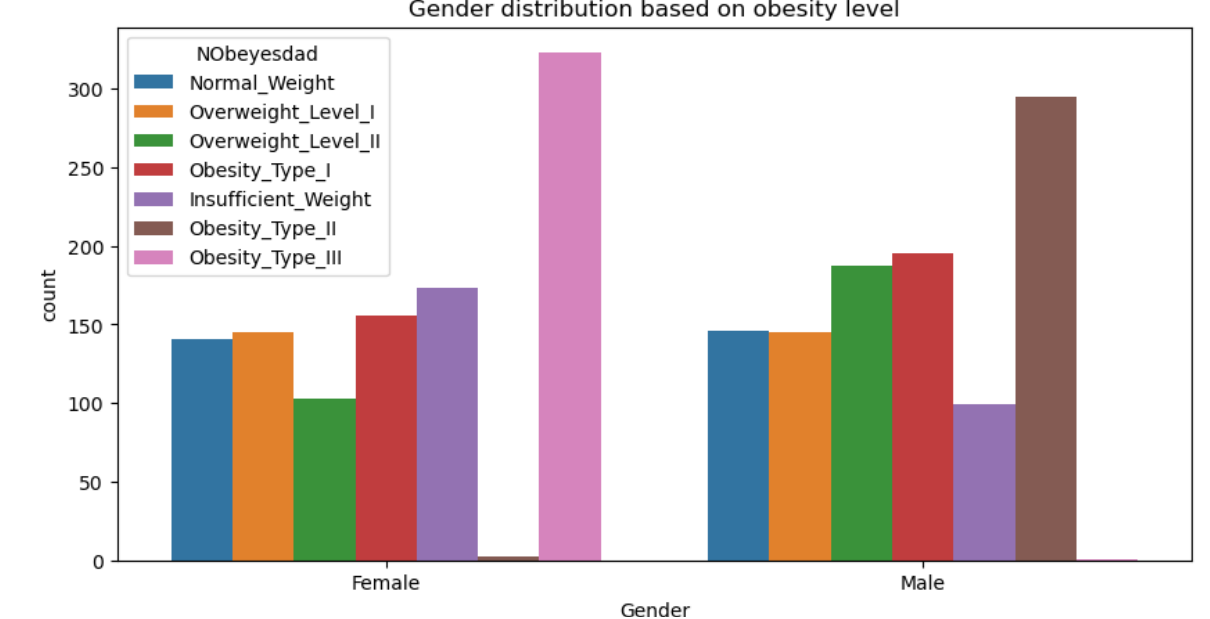 Gender distribution based on obesity level
NObeyesdad
Normal_Weight
Overweight_Level_I
Overweight_Level_II
Obesity_Type_I
Insufficient_Weight
Obesity_Type_II
Obesity_Type_III
count
300
250
200
150
100
50
0
Female
Male
Gender